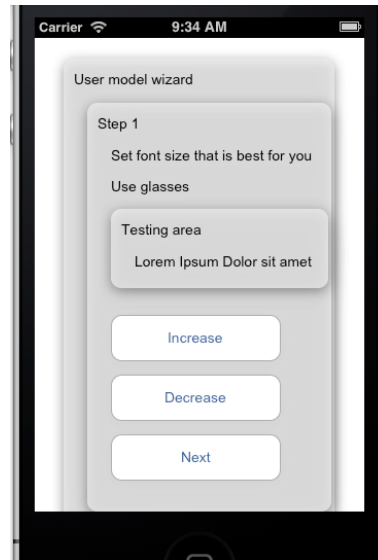 Carrier 9:34 AM
User model wizard
Step 1
Set font size that is best for you
Use glasses
Testing area
Lorem Ipsum Dolor sit amet
Increase
Decrease
Next